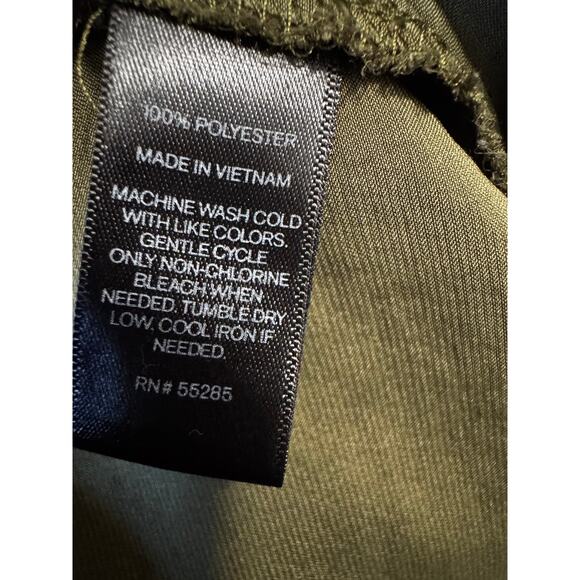 100% POLYESTER
MADE IN VIETNAM
MACHINE WASH COLD
WITH LIKE COLORS.
GENTLE CYCLE
ONLY NON-CHLORINE
BLEACH WHEN
NEEDED. TUMBLE DRY
LOW, COOL IRON IF
NEEDED.
RN# 55285